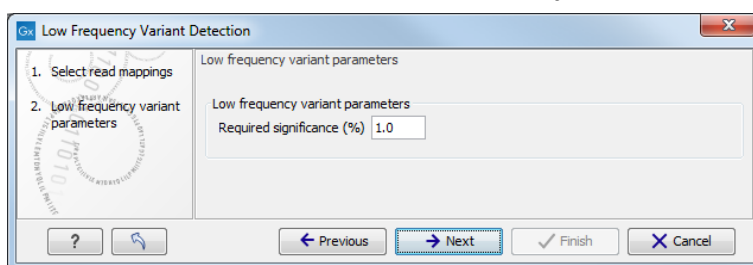 Gx Low Frequency Variant Detection
X
1. Select read mappings
2. Low frequency variant
parameters
Low frequency variant parameters
Low frequency variant parameters
Required significance (%) 1.0
? Previous Next Finish Cancel